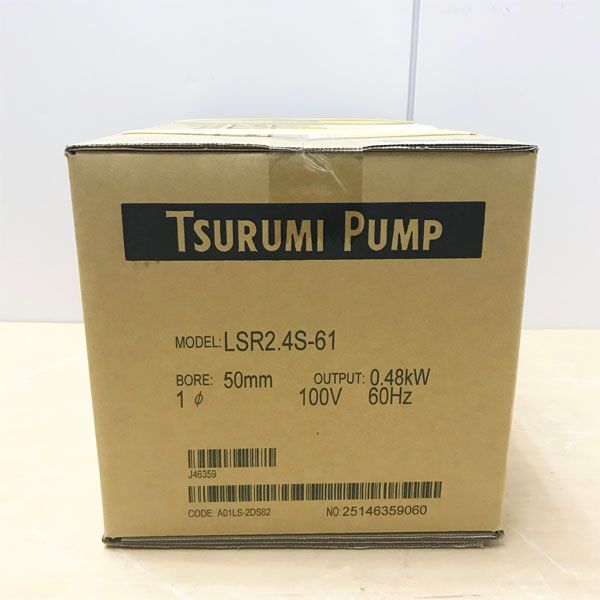 TSURUMI PUMP
MODEL: LSR2.4S-61
BORE: 50mm OUTPUT: 0.48kW
1 φ 100V 60Hz
J46359
CODE: A01LS-2DS62 NO: 25146359060